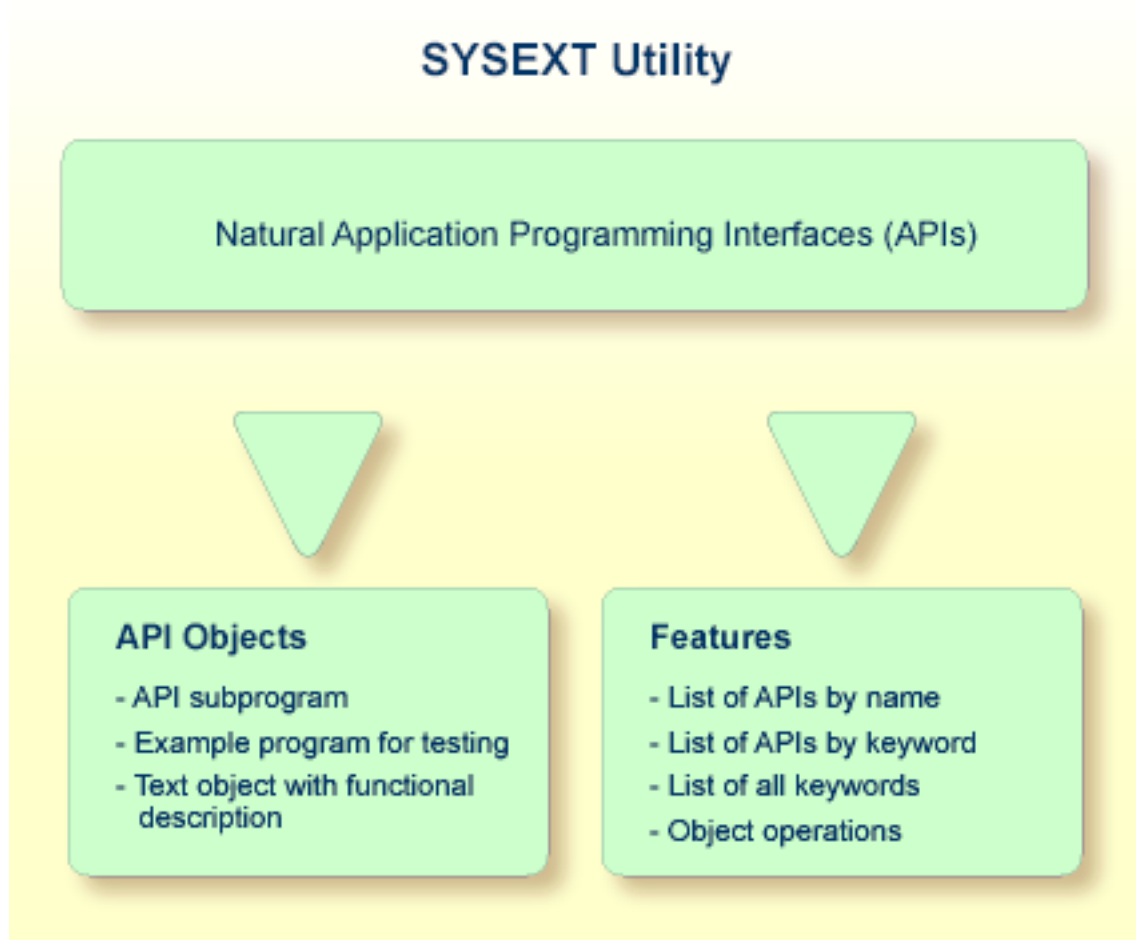 SYSEXT Utility
Natural Application Programming Interfaces (APIs)
API Objects
- API subprogram
- Example program for testing
- Text object with functional
description
Features
- List of APIs by name
- List of APIs by keyword
- List of all keywords
- Object operations